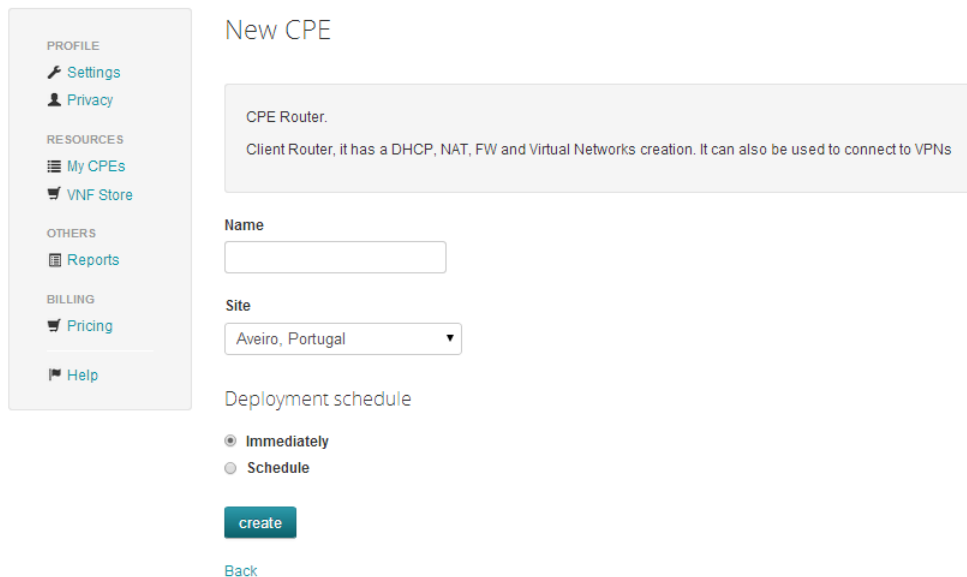 PROFILE
Settings
Privacy
RESOURCES
My CPEs
VNF Store
OTHERS
Reports
BILLING
Pricing
Help
New CPE
CPE Router.
Client Router, it has a DHCP, NAT, FW and Virtual Networks creation. It can also be used to connect to VPNs
Name
Site
Aveiro, Portugal
Deployment schedule
Immediately
Schedule
create
Back